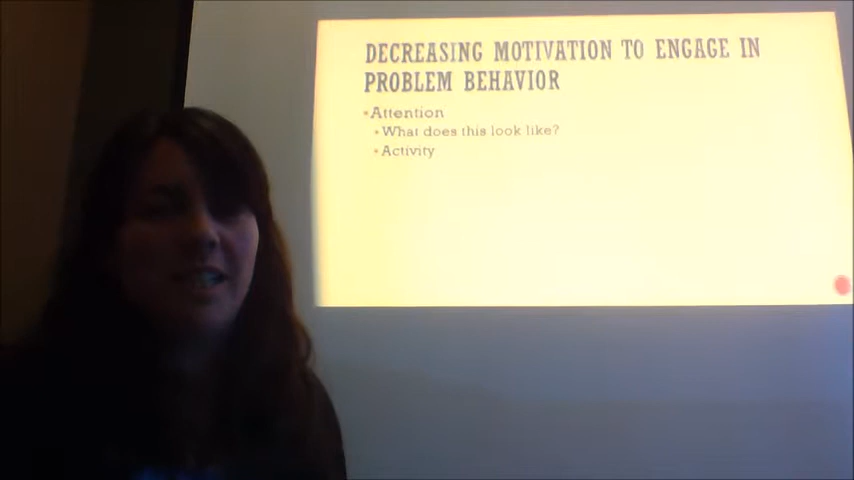 DECREASING MOTIVATION TO ENGAGE IN
PROBLEM BEHAVIOR
Attention
What does this look like?
Activity